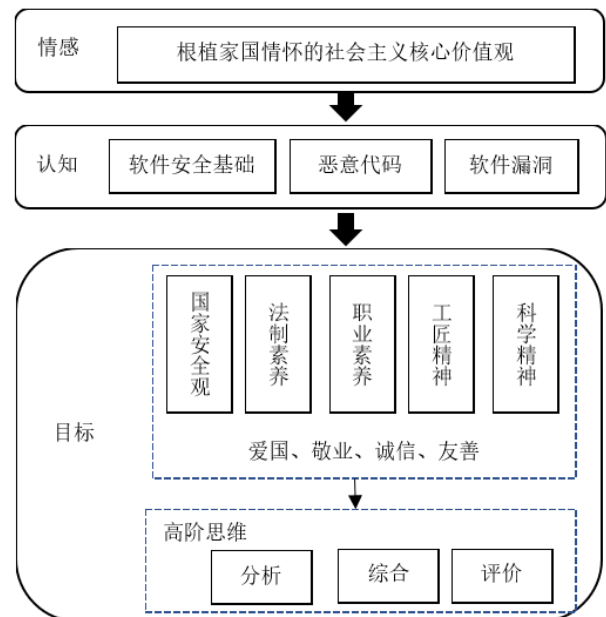 情感
根植家国情怀的社会主义核心价值观
认知
软件安全基础
恶意代码
软件漏洞
目标
国家安全观
法制素养
职业素养
工匠精神
科学精神
爱国、敬业、诚信、友善
高阶思维
分析
综合
评价